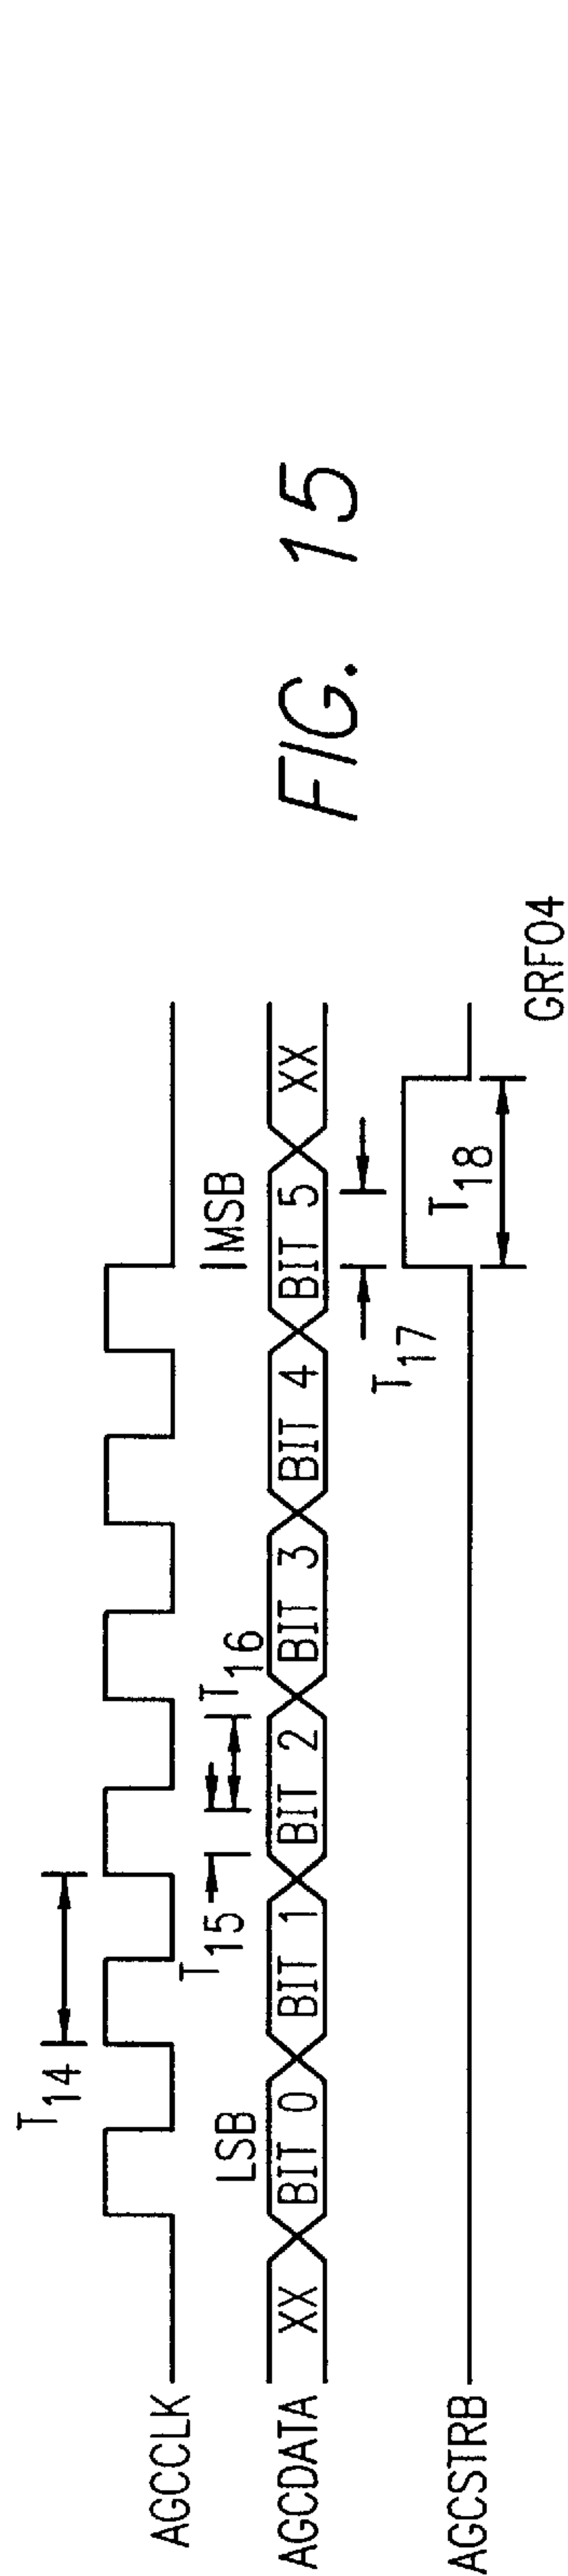 T14
AGCCLK
LSB
T15
T16
MSB
AGCDATA
XX BIT 0 BIT 1 BIT 2 BIT 3 BIT 4 BIT 5 XX
T17
T18
AGCSTRB
GRF04
FIG. 15